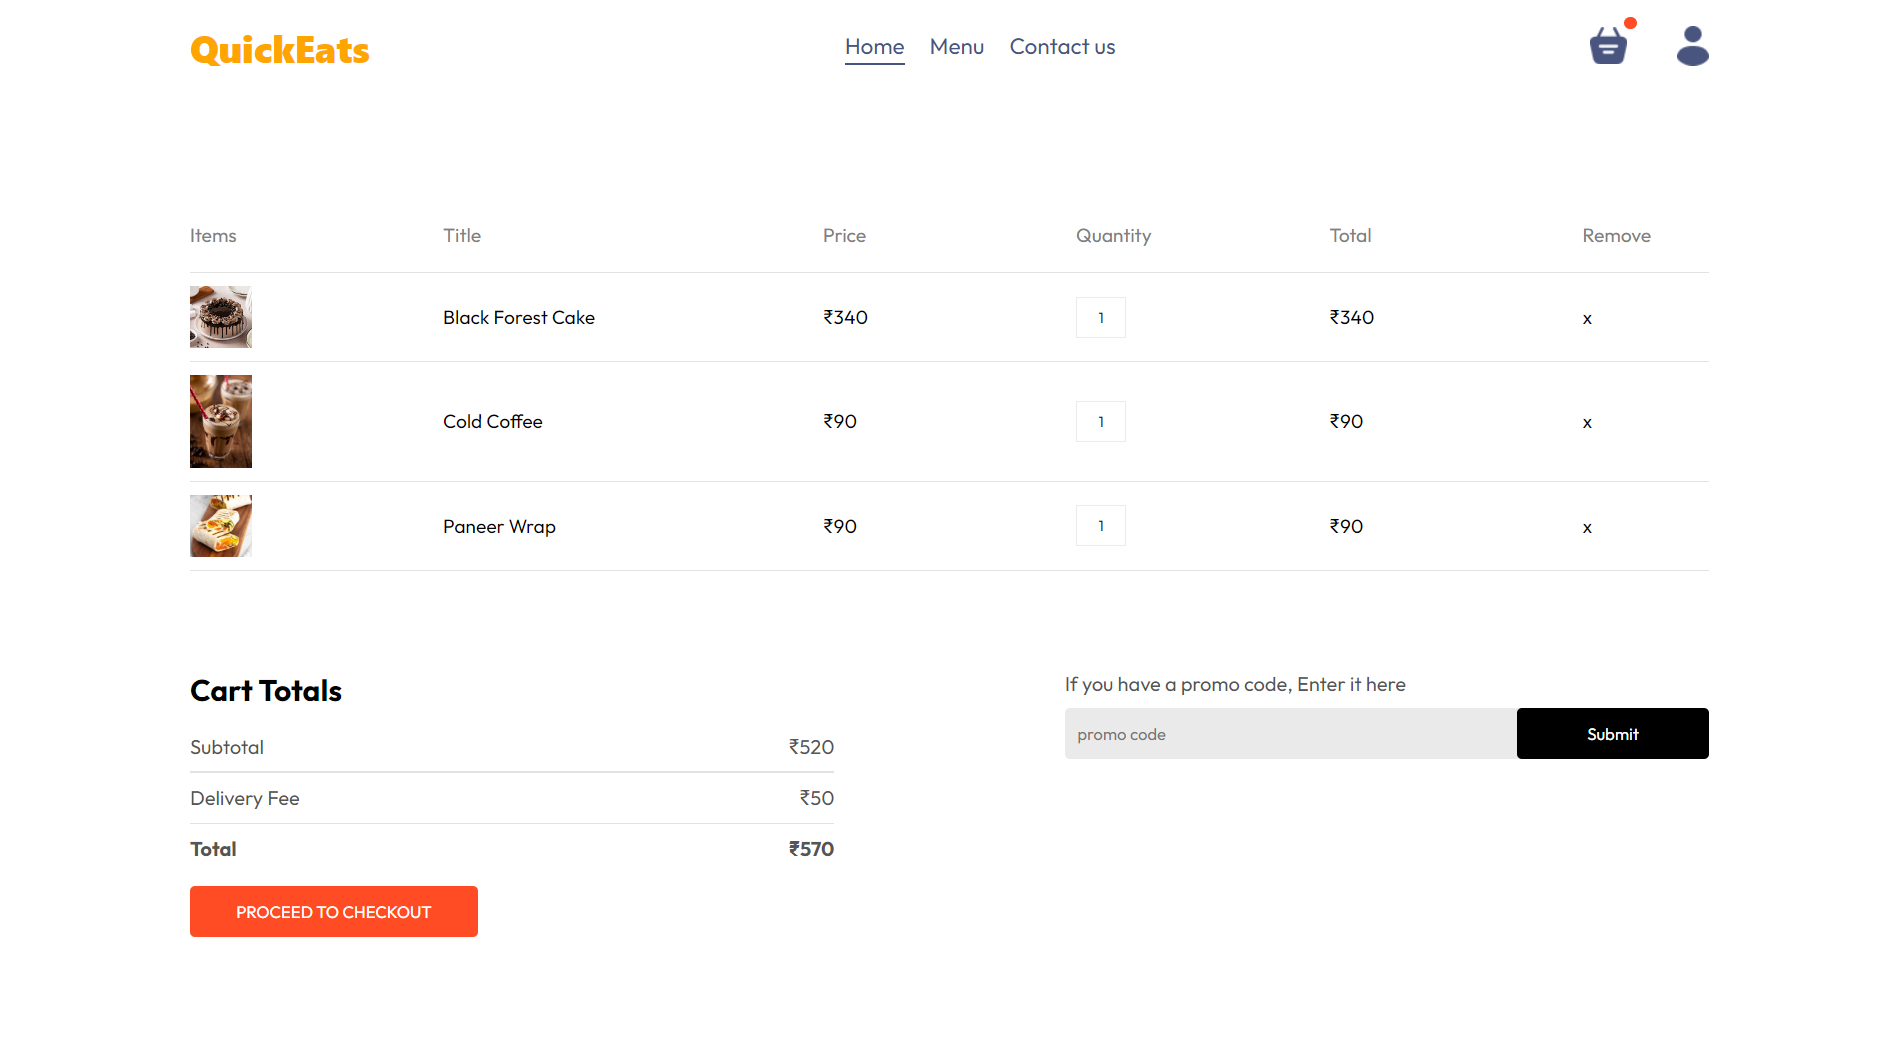 QuickEats
Home Menu Contact us
Items Title Price Quantity Total Remove
Black Forest Cake ₹340 1 ₹340 x
Cold Coffee ₹90 1 ₹90 x
Paneer Wrap ₹90 1 ₹90 x
Cart Totals
Subtotal ₹520
Delivery Fee ₹50
Total ₹570
PROCEED TO CHECKOUT
If you have a promo code, Enter it here
promo code Submit